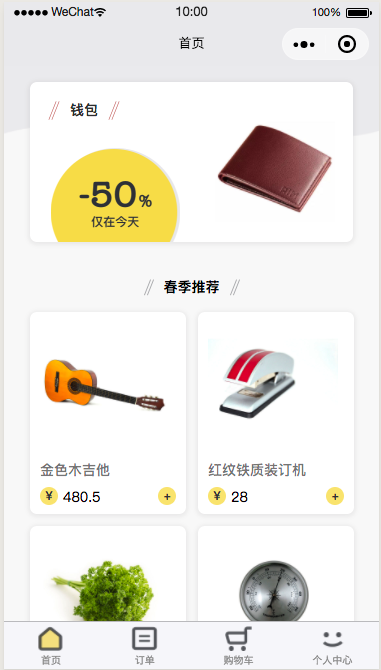 WeChat 10:00 100%
首页
钱包
-50%
仅在今天
春季推荐
金色木吉他
¥ 480.5 +
红纹铁质装订机
¥ 28 +
首页 订单 购物车 个人中心